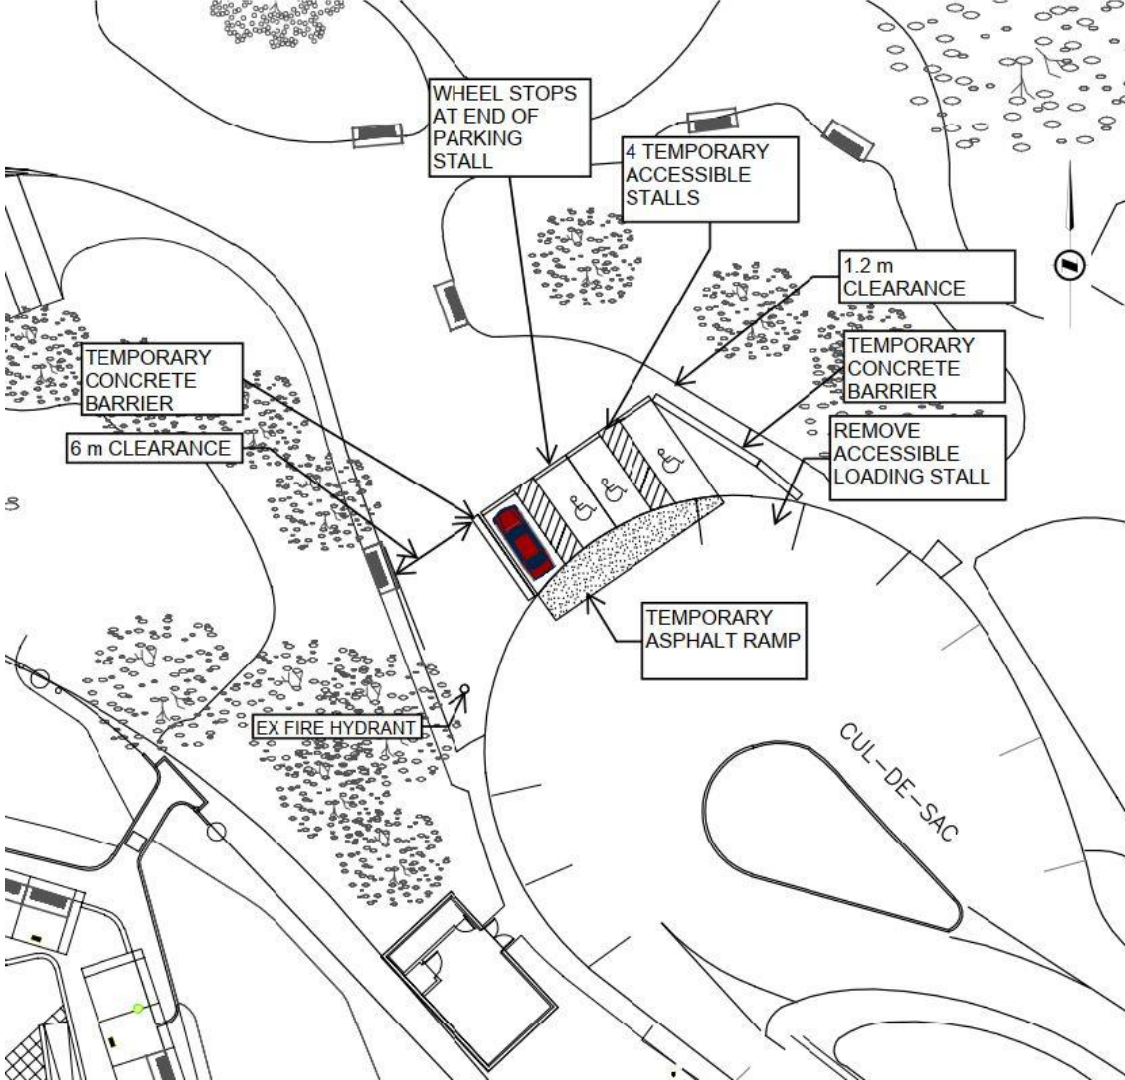 WHEEL STOPS
AT END OF
PARKING
STALL
4 TEMPORARY
ACCESSIBLE
STALLS
1.2 m
CLEARANCE
TEMPORARY
CONCRETE
BARRIER
TEMPORARY
CONCRETE
BARRIER
6 m CLEARANCE
REMOVE
ACCESSIBLE
LOADING STALL
TEMPORARY
ASPHALT RAMP
EX FIRE HYDRANT
CUL-DE-SAC